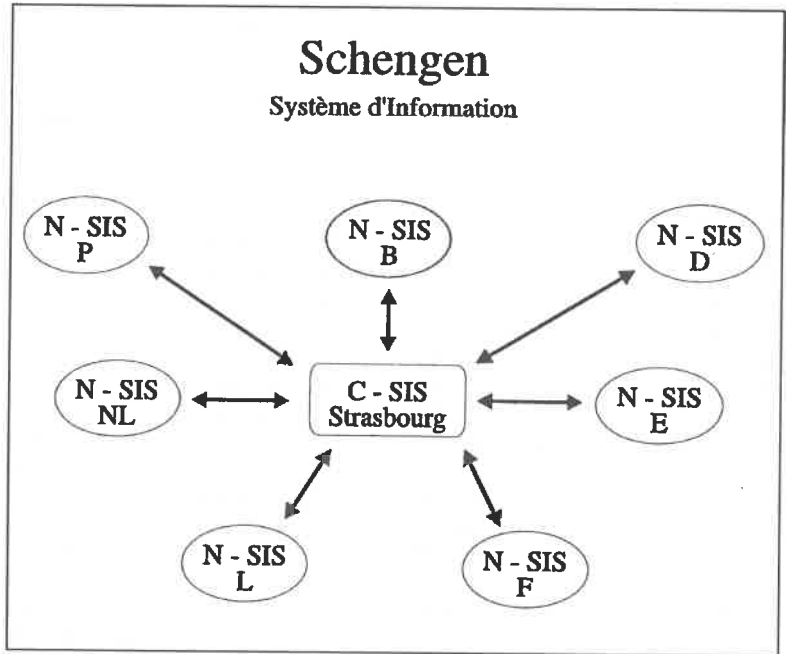 Schengen
Système d'Information
N - SIS
P
N - SIS
B
N - SIS
D
N - SIS
NL
C - SIS
Strasbourg
N - SIS
E
N - SIS
L
N - SIS
F